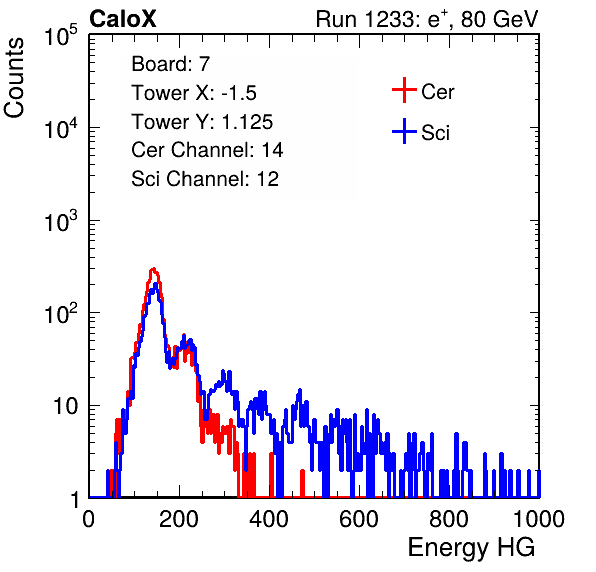 CaloX Run 1233: e⁺, 80 GeV
Counts
10⁵
10⁴
10³
10²
10
1
Board: 7
Tower X: -1.5
Tower Y: 1.125
Cer Channel: 14
Sci Channel: 12
Cer
Sci
0 200 400 600 800 1000
Energy HG